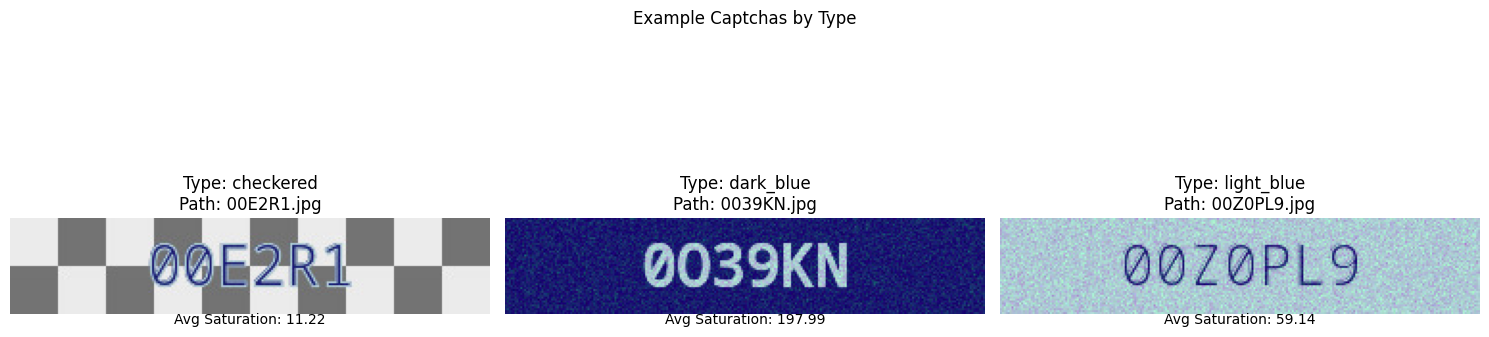 Example Captchas by Type
Type: checkered
Path: 00E2R1.jpg
00E2R1
Avg Saturation: 11.22
Type: dark_blue
Path: 0039KN.jpg
0O39KN
Avg Saturation: 197.99
Type: light_blue
Path: 00Z0PL9.jpg
00Z0PL9
Avg Saturation: 59.14